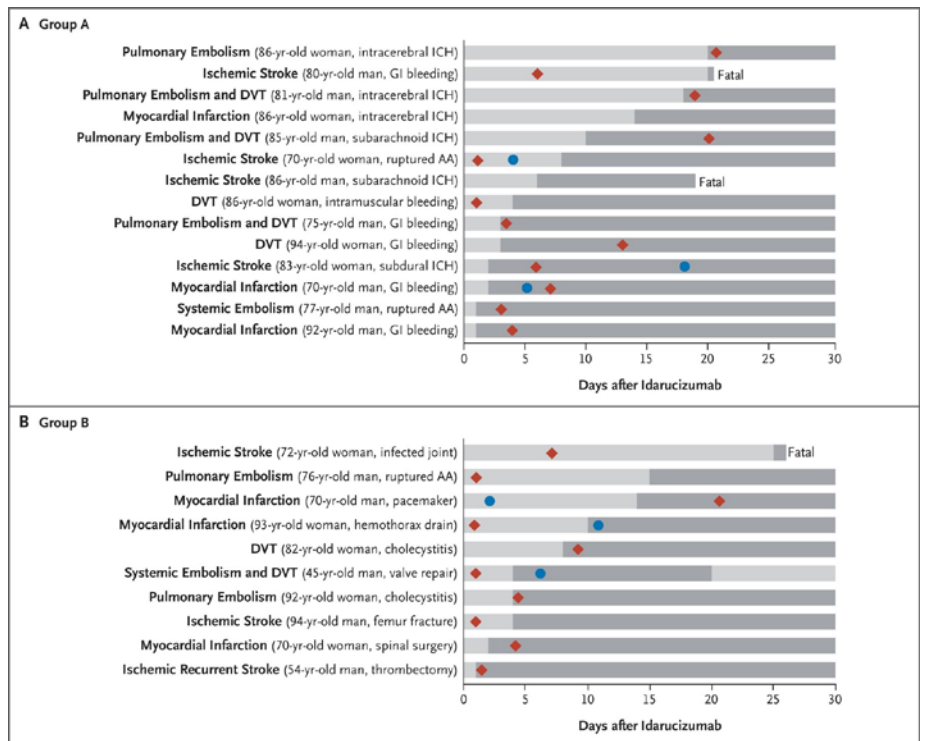 A Group A
Pulmonary Embolism (86-yr-old woman, intracerebral ICH)
Ischemic Stroke (80-yr-old man, GI bleeding)
Fatal
Pulmonary Embolism and DVT (81-yr-old man, intracerebral ICH)
Myocardial Infarction (86-yr-old woman, intracerebral ICH)
Pulmonary Embolism and DVT (85-yr-old man, subarachnoid ICH)
Ischemic Stroke (70-yr-old woman, ruptured AA)
Ischemic Stroke (86-yr-old man, subarachnoid ICH)
Fatal
DVT (86-yr-old woman, intramuscular bleeding)
Pulmonary Embolism and DVT (75-yr-old man, GI bleeding)
DVT (94-yr-old woman, GI bleeding)
Ischemic Stroke (83-yr-old woman, subdural ICH)
Myocardial Infarction (70-yr-old man, GI bleeding)
Systemic Embolism (77-yr-old man, ruptured AA)
Myocardial Infarction (92-yr-old man, GI bleeding)
0 5 10 15 20 25 30
Days after Idarucizumab
B Group B
Ischemic Stroke (72-yr-old woman, infected joint)
Fatal
Pulmonary Embolism (76-yr-old man, ruptured AA)
Myocardial Infarction (70-yr-old man, pacemaker)
Myocardial Infarction (93-yr-old woman, hemothorax drain)
DVT (82-yr-old woman, cholecystitis)
Systemic Embolism and DVT (45-yr-old man, valve repair)
Pulmonary Embolism (92-yr-old woman, cholecystitis)
Ischemic Stroke (94-yr-old man, femur fracture)
Myocardial Infarction (70-yr-old woman, spinal surgery)
Ischemic Recurrent Stroke (54-yr-old man, thrombectomy)
0 5 10 15 20 25 30
Days after Idarucizumab